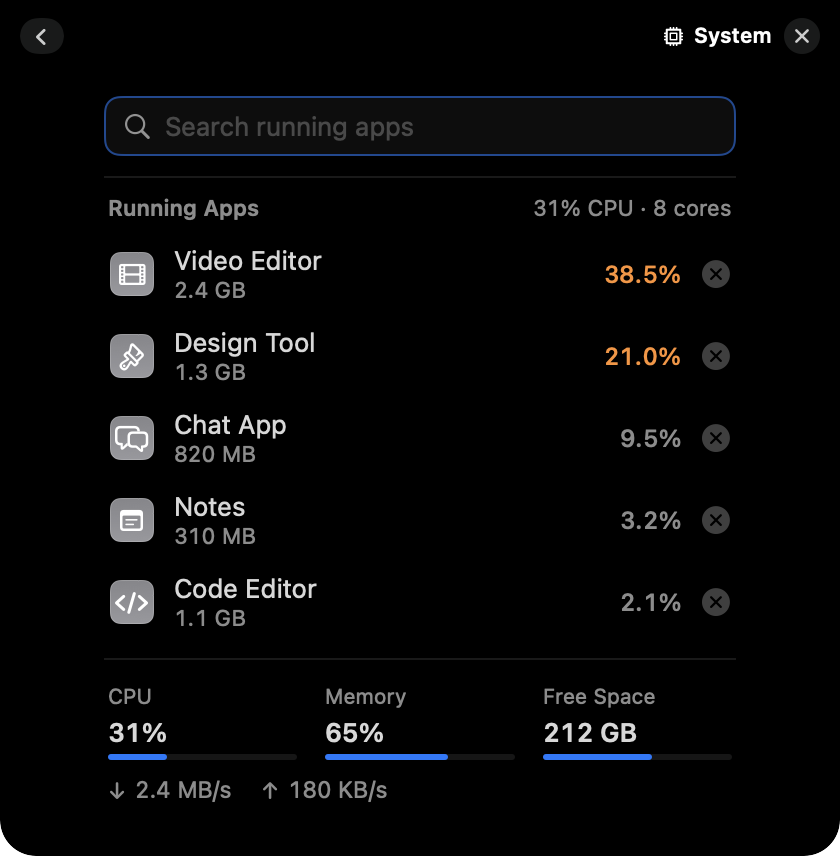 System
Search running apps
Running Apps
31% CPU · 8 cores
Video Editor
38.5%
2.4 GB
Design Tool
21.0%
1.3 GB
Chat App
9.5%
820 MB
Notes
3.2%
310 MB
Code Editor
2.1%
1.1 GB
CPU
31%
Memory
65%
Free Space
212 GB
↓ 2.4 MB/s ↑ 180 KB/s